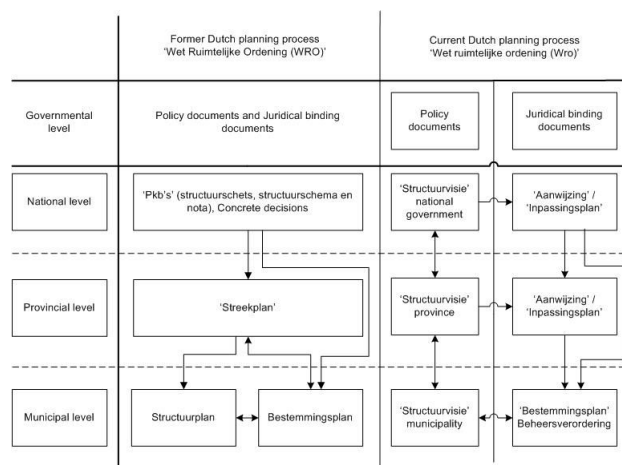 Former Dutch planning process
‘Wet Ruimtelijke Ordening (WRO)’
Current Dutch planning process
‘Wet ruimtelijke ordening (Wro)’
Governmental
level
Policy documents and Juridical binding
documents
Policy
documents
Juridical binding
documents
National level
‘Pkb’s’ (structuurschets, structuurschema en
nota), Concrete decisions
‘Structuurvisie’
national
government
‘Aanwijzing’ /
‘Inpassingsplan’
Provincial level
‘Streekplan’
‘Structuurvisie’
province
‘Aanwijzing’ /
‘Inpassingsplan’
Municipal level
Structuurplan
Bestemmingsplan
‘Structuurvisie’
municipality
‘Bestemmingsplan’
Beheersverordering